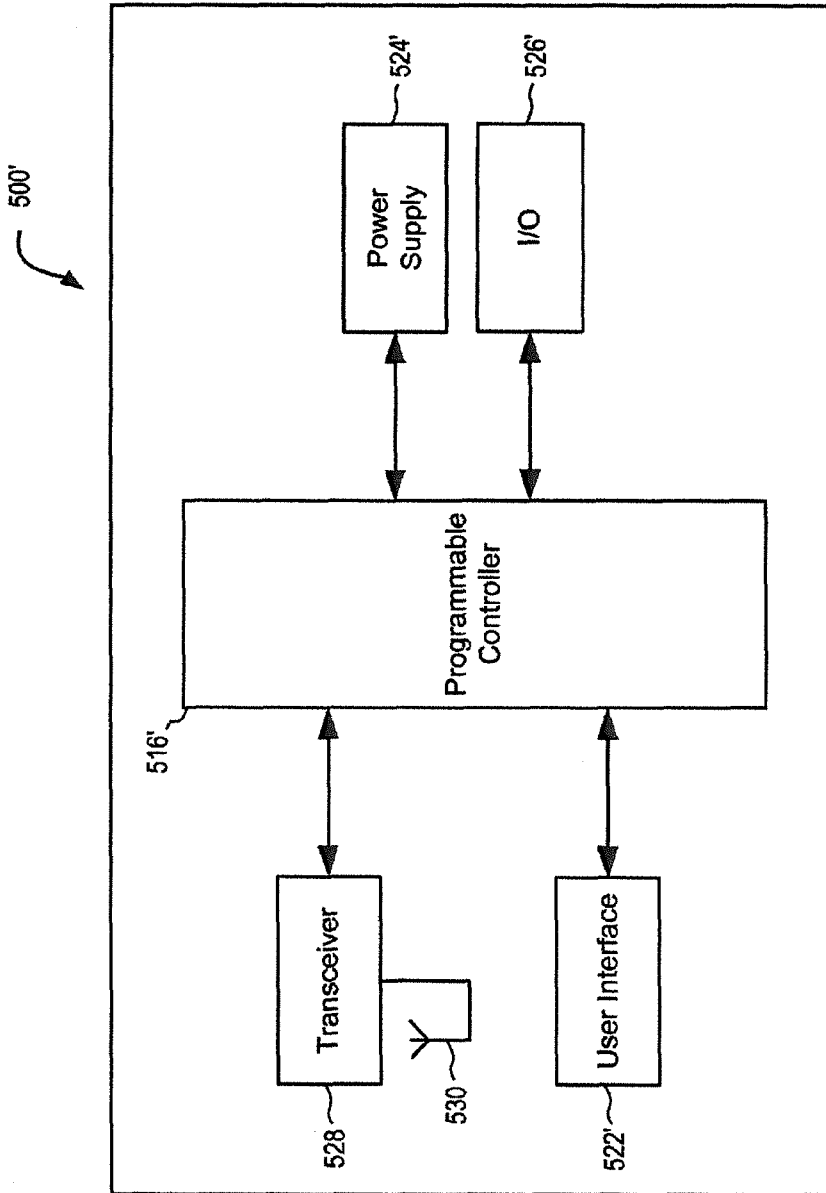 500'
528
Transceiver
530
522'
User Interface
516'
Programmable
Controller
Power
Supply
524'
I/O
526'